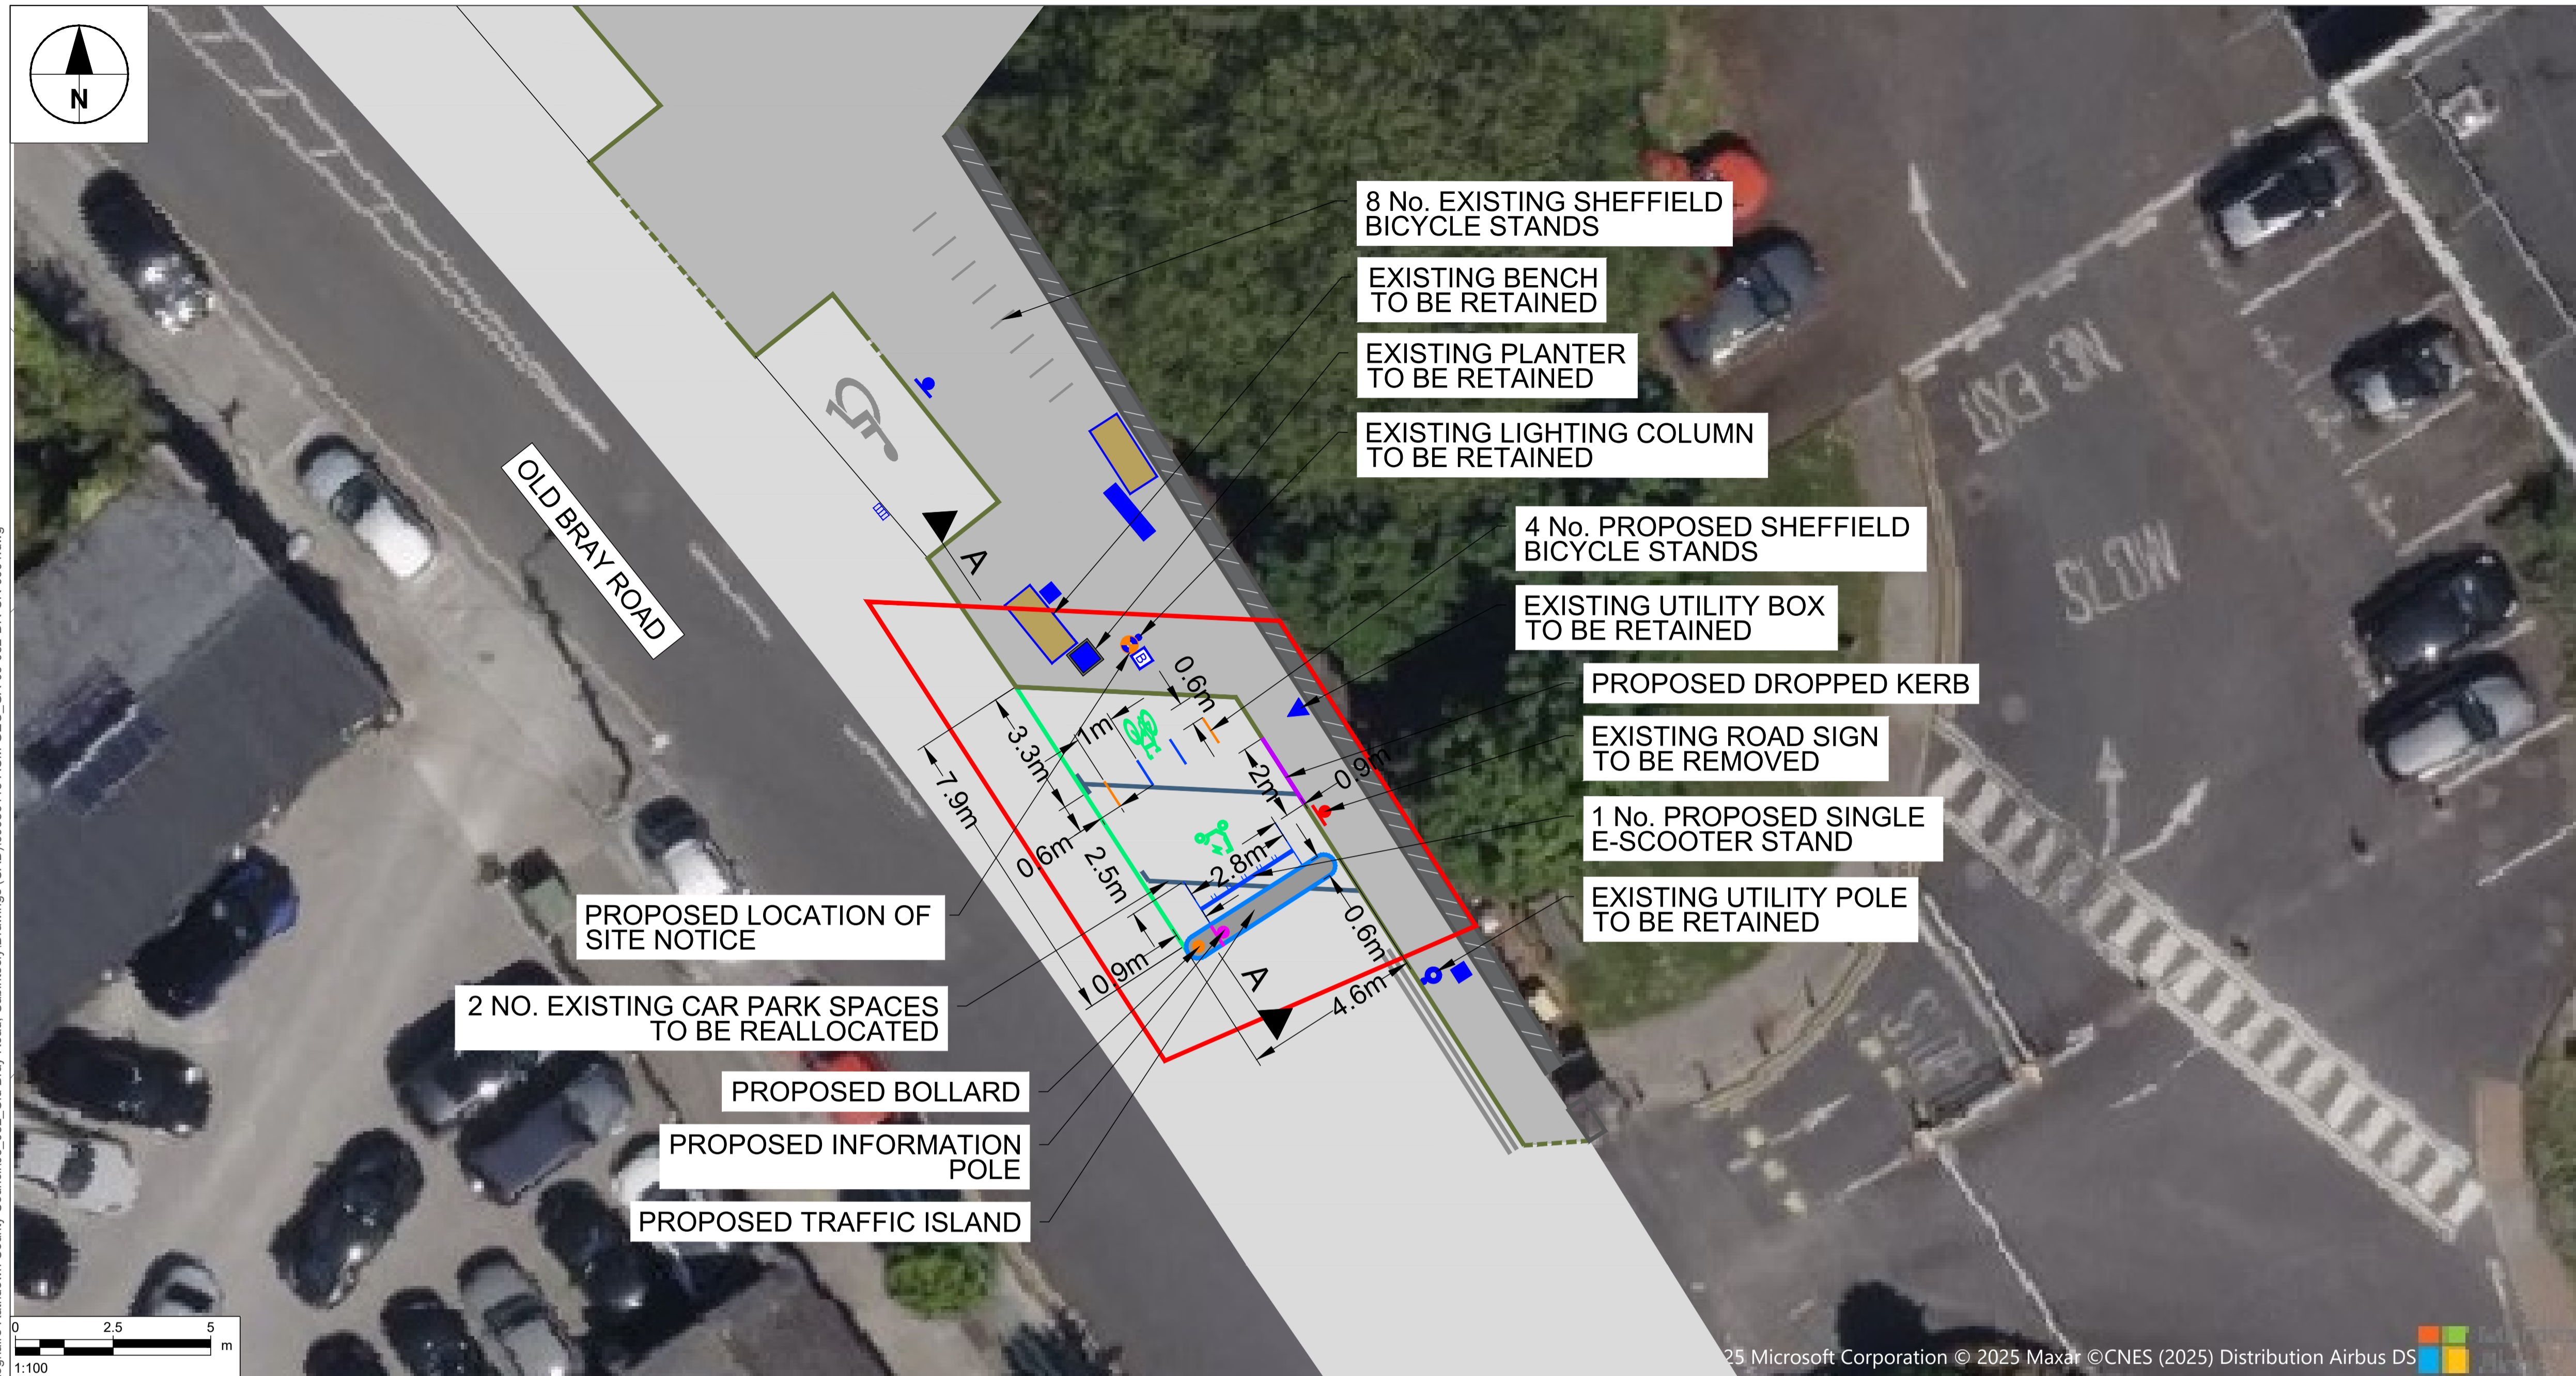 N
8 No. EXISTING SHEFFIELD
BICYCLE STANDS
EXISTING BENCH
TO BE RETAINED
EXISTING PLANTER
TO BE RETAINED
EXISTING LIGHTING COLUMN
TO BE RETAINED
4 No. PROPOSED SHEFFIELD
BICYCLE STANDS
EXISTING UTILITY BOX
TO BE RETAINED
PROPOSED DROPPED KERB
EXISTING ROAD SIGN
TO BE REMOVED
1 No. PROPOSED SINGLE
E-SCOOTER STAND
EXISTING UTILITY POLE
TO BE RETAINED
OLD BRAY ROAD
NO EXIT
SLOW
A
B
0.6m
1m
3.3m
7.9m
2m
0.9m
0.6m
2.5m
2.8m
0.6m
0.9m
4.6m
A
PROPOSED LOCATION OF
SITE NOTICE
2 NO. EXISTING CAR PARK SPACES
TO BE REALLOCATED
PROPOSED BOLLARD
PROPOSED INFORMATION
POLE
PROPOSED TRAFFIC ISLAND
0 2.5 5
m
1:100
25 Microsoft Corporation © 2025 Maxar ©CNES (2025) Distribution Airbus DS